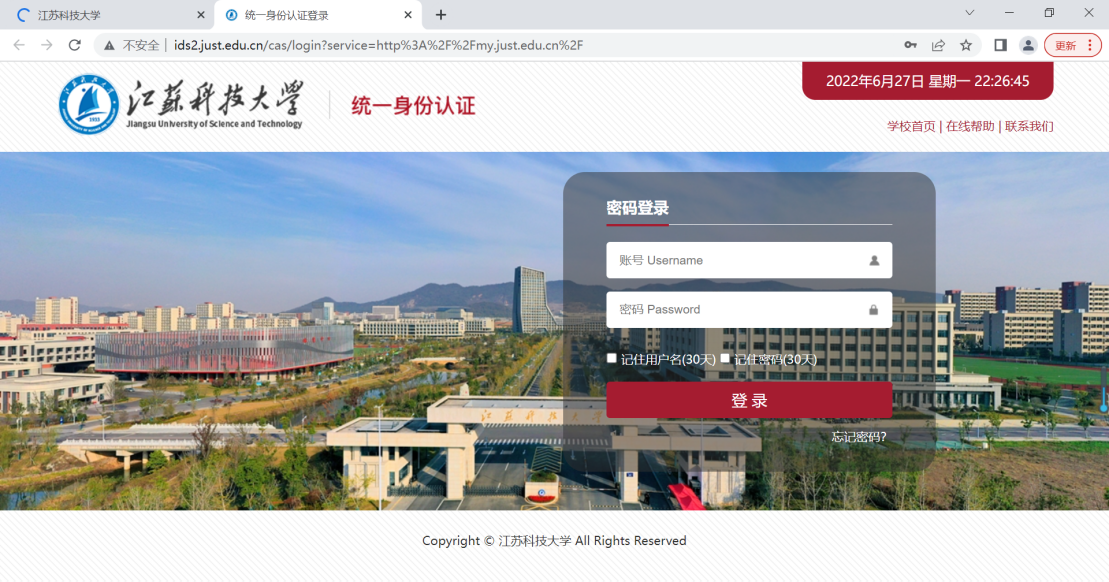 江苏科技大学
统一身份认证登录
不安全
ids2.just.edu.cn/cas/login?service=http%3A%2F%2Fmy.just.edu.cn%2F
更新
江苏科技大学
Jiangsu University of Science and Technology
统一身份认证
2022年6月27日 星期一 22:26:45
学校首页 | 在线帮助 | 联系我们
密码登录
账号 Username
密码 Password
记住用户名(30天) 记住密码(30天)
登 录
忘记密码?
江苏科技大学
Copyright © 江苏科技大学 All Rights Reserved